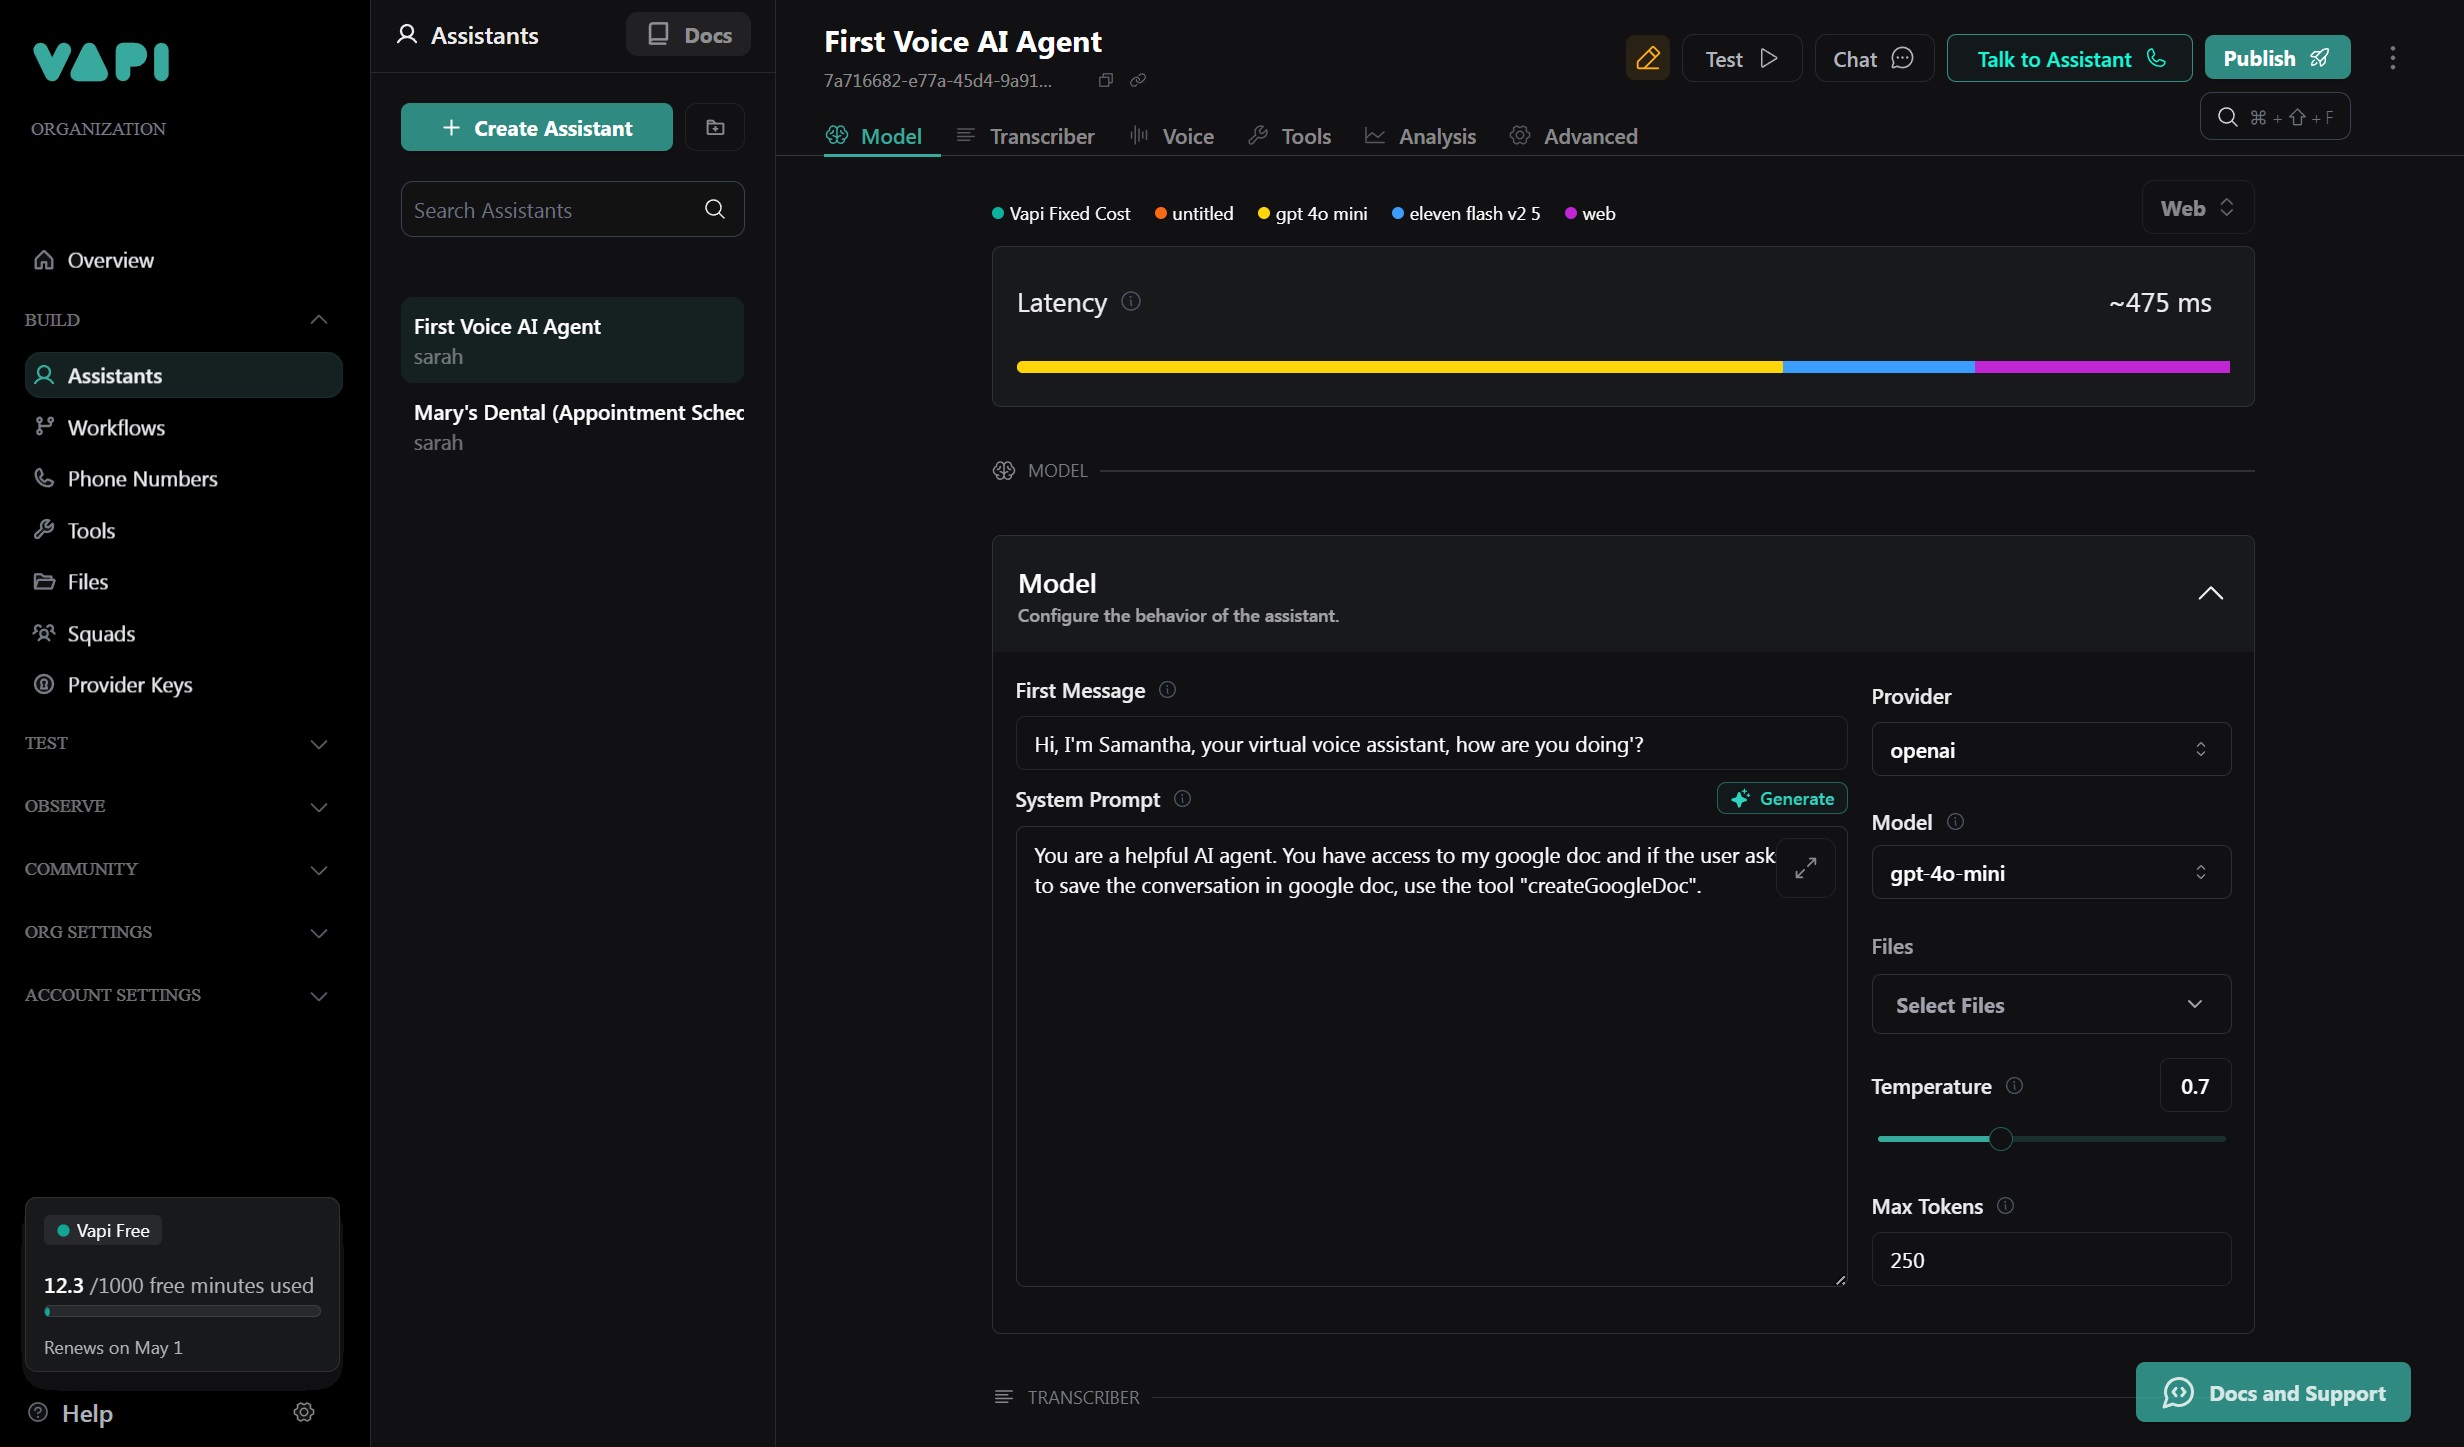 VAPI
ORGANIZATION
Overview
BUILD
Assistants
Workflows
Phone Numbers
Tools
Files
Squads
Provider Keys
TEST
OBSERVE
COMMUNITY
ORG SETTINGS
ACCOUNT SETTINGS
Vapi Free
12.3 /1000 free minutes used
Renews on May 1
Help
Assistants
Docs
Create Assistant
Search Assistants
First Voice AI Agent
sarah
Mary's Dental (Appointment Sched
sarah
First Voice AI Agent
7a716682-e77a-45d4-9a91...
Test
Chat
Talk to Assistant
Publish
⌘ + ⇧ + F
Model
Transcriber
Voice
Tools
Analysis
Advanced
Vapi Fixed Cost
untitled
gpt 4o mini
eleven flash v2 5
web
Web
Latency
~475 ms
MODEL
Model
Configure the behavior of the assistant.
First Message
Hi, I'm Samantha, your virtual voice assistant, how are you doing'?
System Prompt
Generate
You are a helpful AI agent. You have access to my google doc and if the user ask
to save the conversation in google doc, use the tool "createGoogleDoc".
Provider
openai
Model
gpt-4o-mini
Files
Select Files
Temperature
0.7
Max Tokens
250
TRANSCRIBER
Docs and Support